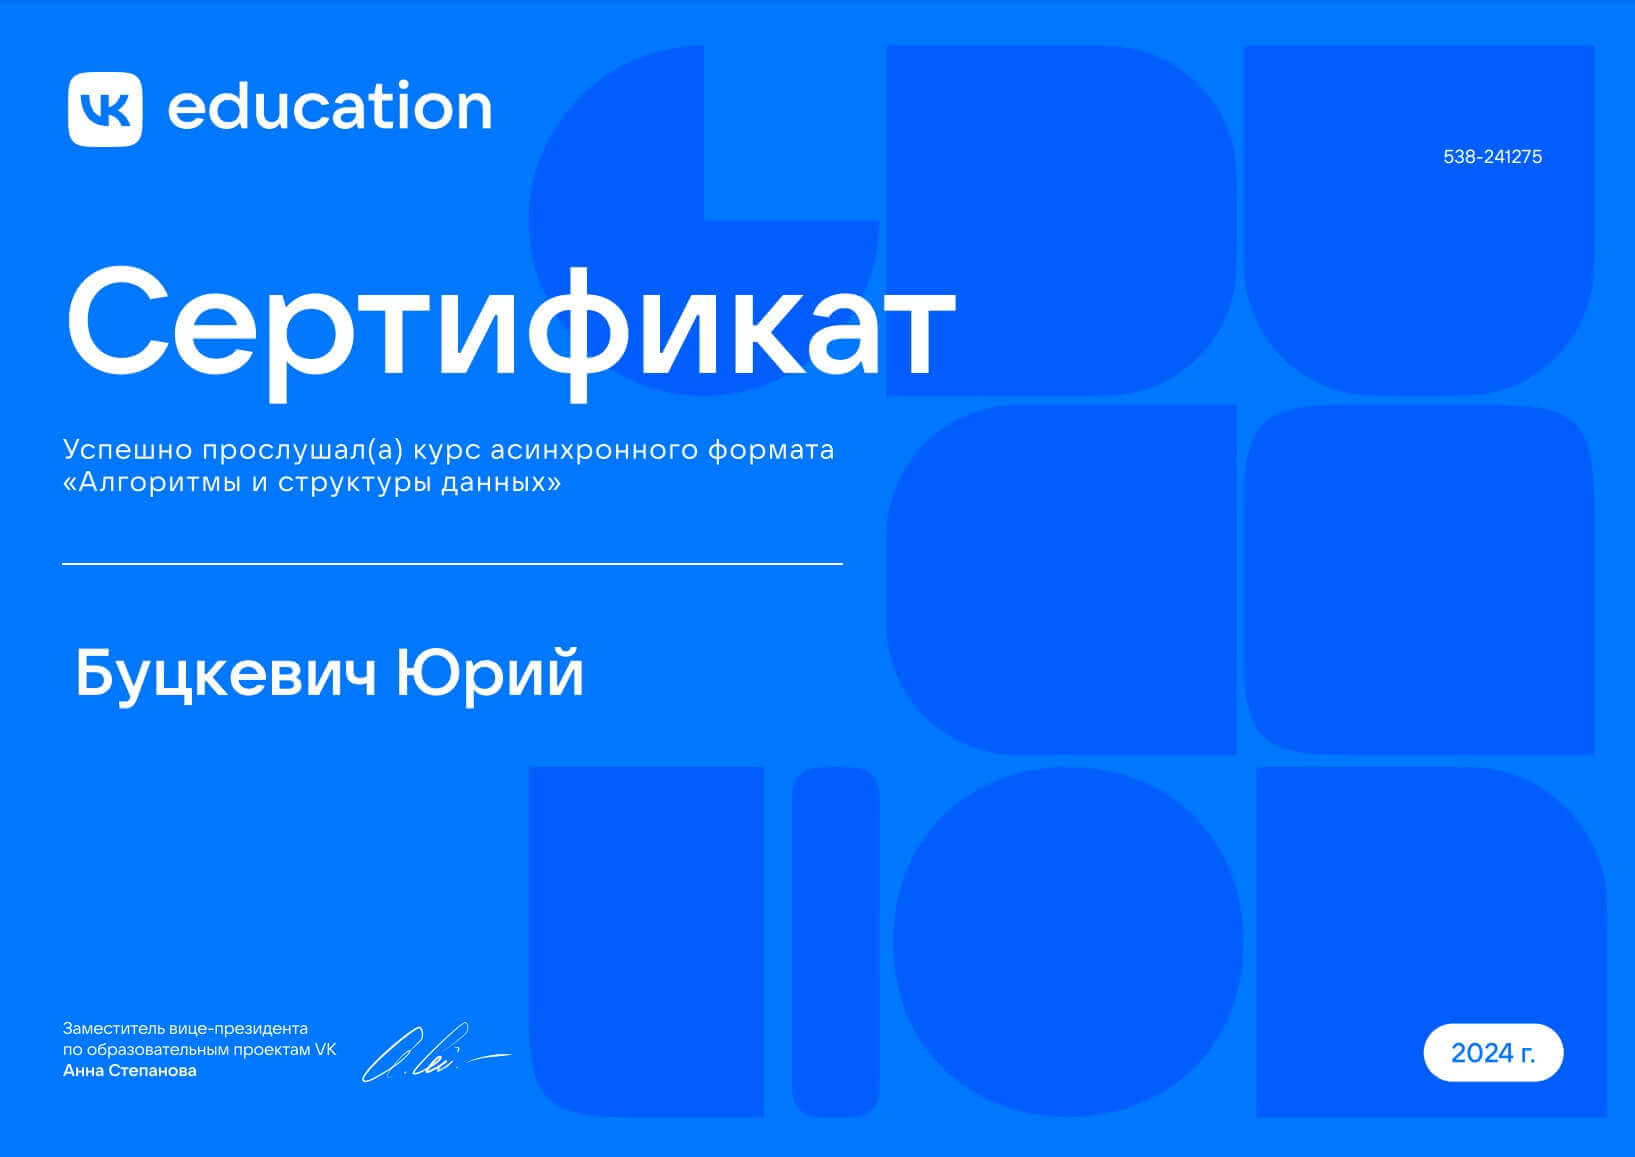 VK education
538-241275
Сертификат
Успешно прослушал(а) курс асинхронного формата
«Алгоритмы и структуры данных»
Буцкевич Юрий
Заместитель вице-президента
по образовательным проектам VK
Анна Степанова
2024 г.